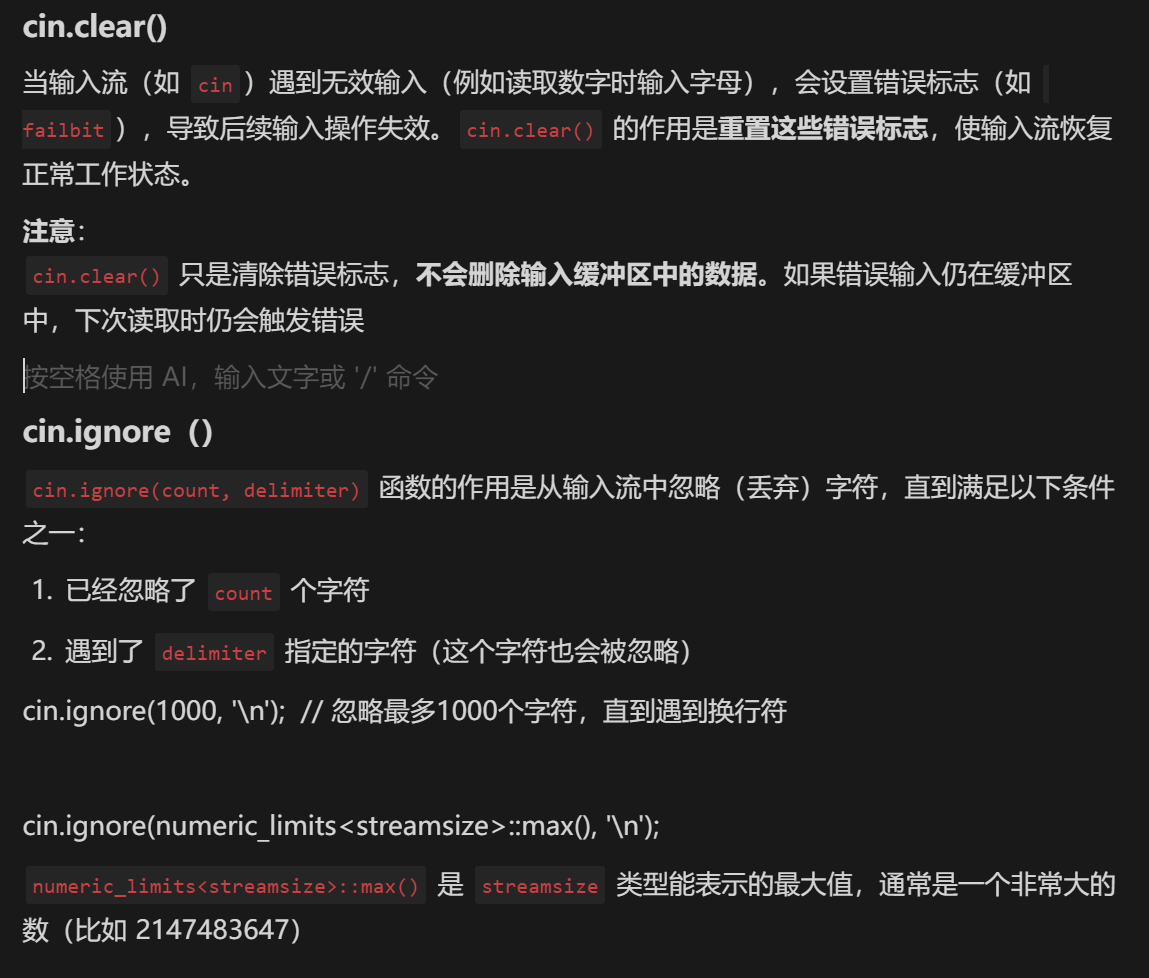 cin.clear()
当输入流（如 cin ）遇到无效输入（例如读取数字时输入字母），会设置错误标志（如
failbit ），导致后续输入操作失效。 cin.clear() 的作用是重置这些错误标志，使输入流恢复
正常工作状态。
注意：
cin.clear() 只是清除错误标志，不会删除输入缓冲区中的数据。如果错误输入仍在缓冲区
中，下次读取时仍会触发错误
按空格使用 AI，输入文字或 '/' 命令
cin.ignore（）
cin.ignore(count, delimiter) 函数的作用是从输入流中忽略（丢弃）字符，直到满足以下条件
之一：
1. 已经忽略了 count 个字符
2. 遇到了 delimiter 指定的字符（这个字符也会被忽略）
cin.ignore(1000, '\n');  // 忽略最多1000个字符，直到遇到换行符
cin.ignore(numeric_limits<streamsize>::max(), '\n');
numeric_limits<streamsize>::max() 是 streamsize 类型能表示的最大值，通常是一个非常大的
数（比如 2147483647）